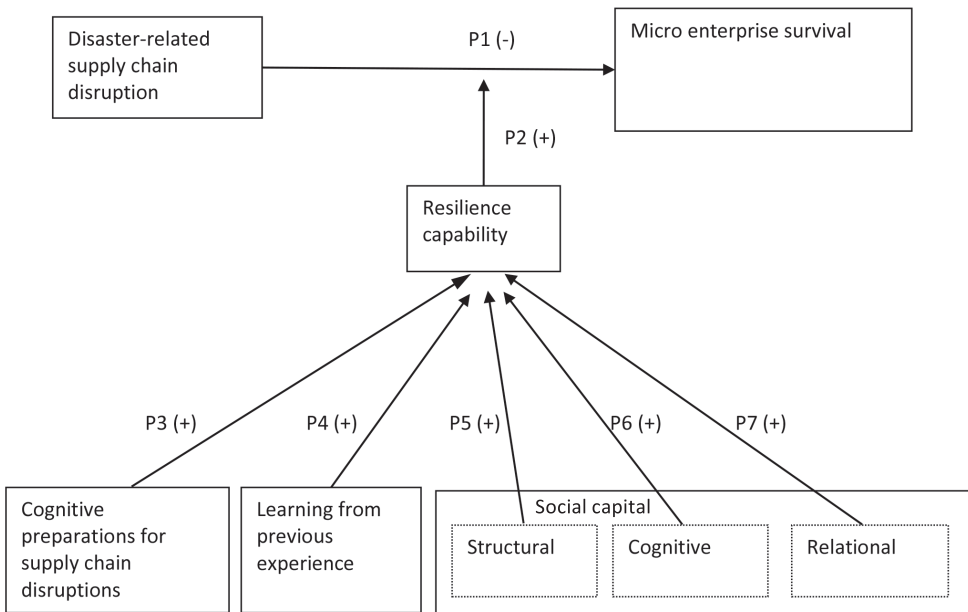 Disaster-related
supply chain
disruption
P1 (-)
Micro enterprise survival
P2 (+)
Resilience
capability
P3 (+)
P4 (+)
P5 (+)
P6 (+)
P7 (+)
Cognitive
preparations for
supply chain
disruptions
Learning from
previous
experience
Social capital
Structural
Cognitive
Relational